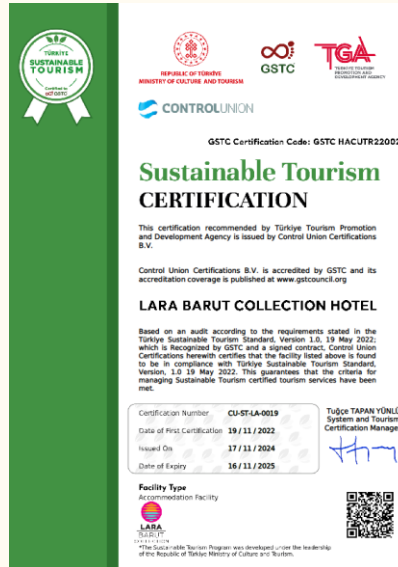 TÜRKİYE
SUSTAINABLE
TOURISM
Certified to
GSTC
REPUBLIC OF TÜRKİYE
MINISTRY OF CULTURE AND TOURISM
GSTC
TGA
TÜRKİYE TOURISM
PROMOTION AND
DEVELOPMENT AGENCY
CONTROLUNION
GSTC Certification Code: GSTC HACUTR22002
Sustainable Tourism
CERTIFICATION
This certification recommended by Türkiye Tourism Promotion
and Development Agency is issued by Control Union Certifications
B.V.
Control Union Certifications B.V. is accredited by GSTC and its
accreditation coverage is published at www.gstcouncil.org
LARA BARUT COLLECTION HOTEL
Based on an audit according to the requirements stated in the
Türkiye Sustainable Tourism Standard, Version 1.0, 19 May 2022;
which is Recognized by GSTC and a signed contract, Control Union
Certifications herewith certifies that the facility listed above is found
to be in compliance with Türkiye Sustainable Tourism Standard,
Version, 1.0 19 May 2022. This guarantees that the criteria for
managing Sustainable Tourism certified tourism services have been
met.
Certification Number CU-ST-LA-0019
Date of First Certification 19 / 11 / 2022
Issued On 17 / 11 / 2024
Date of Expiry 16 / 11 / 2025
Tuğçe TAPAN YÜNLÜ
System and Tourism
Certification Manage
Facility Type
Accommodation Facility
LARA
BARUT
COLLECTION
*The Sustainable Tourism Program was developed under the leadership
of the Republic of Türkiye Ministry of Culture and Tourism.